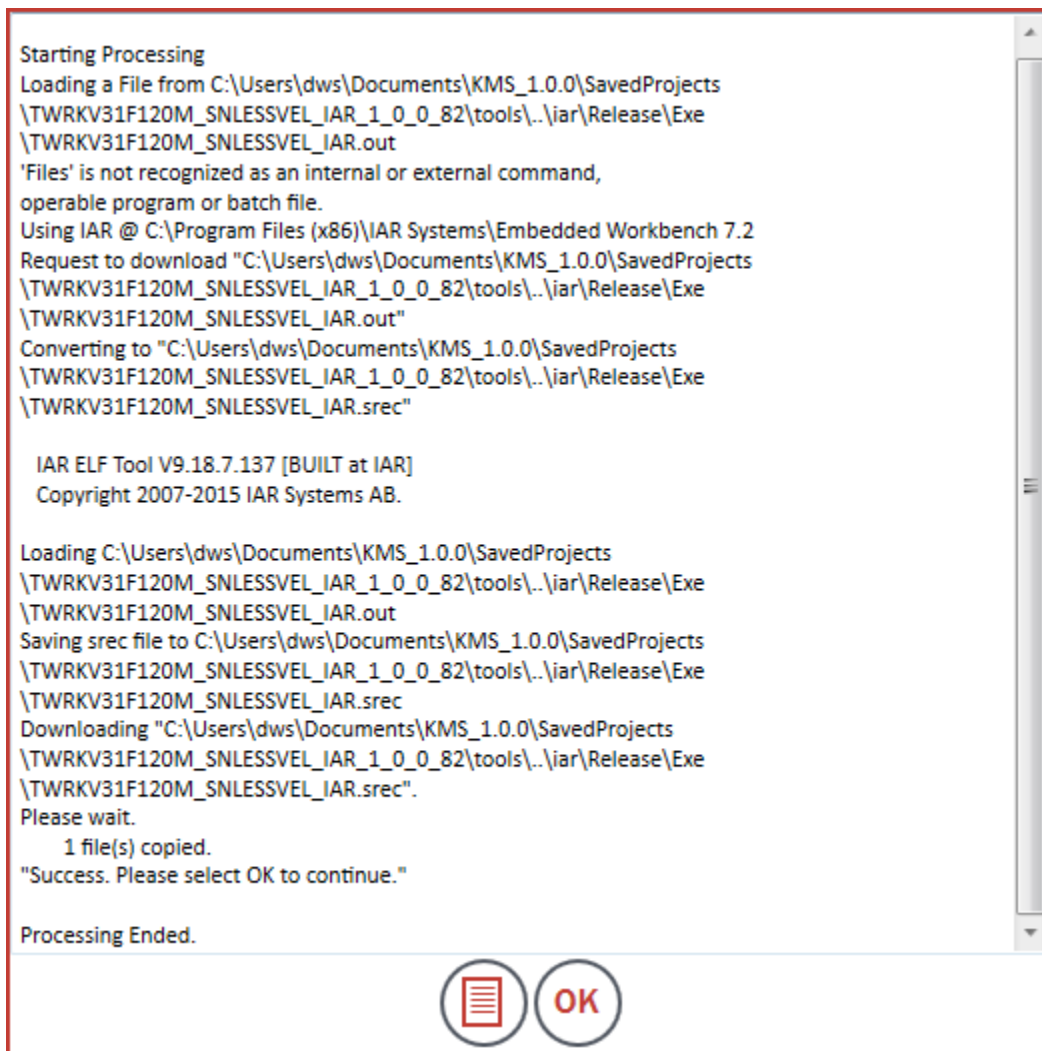 Starting Processing
Loading a File from C:\Users\dws\Documents\KMS_1.0.0\SavedProjects
\TWRKV31F120M_SNLESSVEL_IAR_1_0_0_82\tools\..\iar\Release\Exe
\TWRKV31F120M_SNLESSVEL_IAR.out
'Files' is not recognized as an internal or external command,
operable program or batch file.
Using IAR @ C:\Program Files (x86)\IAR Systems\Embedded Workbench 7.2
Request to download "C:\Users\dws\Documents\KMS_1.0.0\SavedProjects
\TWRKV31F120M_SNLESSVEL_IAR_1_0_0_82\tools\..\iar\Release\Exe
\TWRKV31F120M_SNLESSVEL_IAR.out"
Converting to "C:\Users\dws\Documents\KMS_1.0.0\SavedProjects
\TWRKV31F120M_SNLESSVEL_IAR_1_0_0_82\tools\..\iar\Release\Exe
\TWRKV31F120M_SNLESSVEL_IAR.srec"
IAR ELF Tool V9.18.7.137 [BUILT at IAR]
Copyright 2007-2015 IAR Systems AB.
Loading C:\Users\dws\Documents\KMS_1.0.0\SavedProjects
\TWRKV31F120M_SNLESSVEL_IAR_1_0_0_82\tools\..\iar\Release\Exe
\TWRKV31F120M_SNLESSVEL_IAR.out
Saving srec file to C:\Users\dws\Documents\KMS_1.0.0\SavedProjects
\TWRKV31F120M_SNLESSVEL_IAR_1_0_0_82\tools\..\iar\Release\Exe
\TWRKV31F120M_SNLESSVEL_IAR.srec
Downloading "C:\Users\dws\Documents\KMS_1.0.0\SavedProjects
\TWRKV31F120M_SNLESSVEL_IAR_1_0_0_82\tools\..\iar\Release\Exe
\TWRKV31F120M_SNLESSVEL_IAR.srec".
Please wait.
1 file(s) copied.
"Success. Please select OK to continue."
Processing Ended.
OK